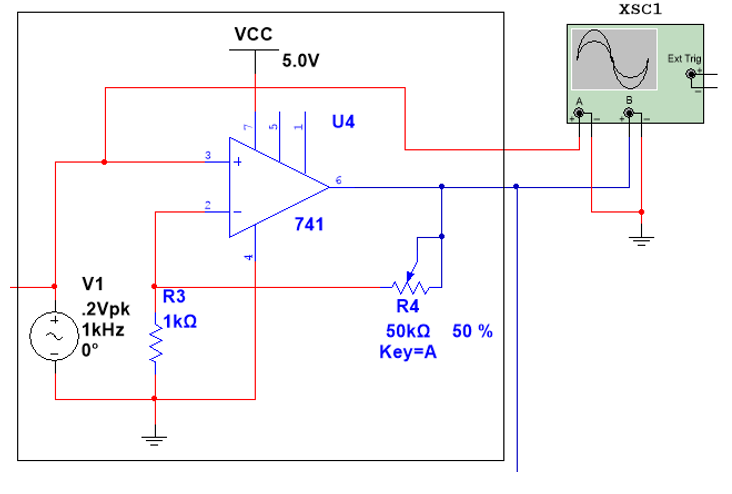 XSC1
VCC
5.0V
Ext Trig
+
−
A
B
+
−
+
−
U4
7
5
1
3
+
6
2
−
741
4
V1
.2Vpk
1kHz
0°
+
−
R3
1kΩ
R4
50kΩ 50 %
Key=A